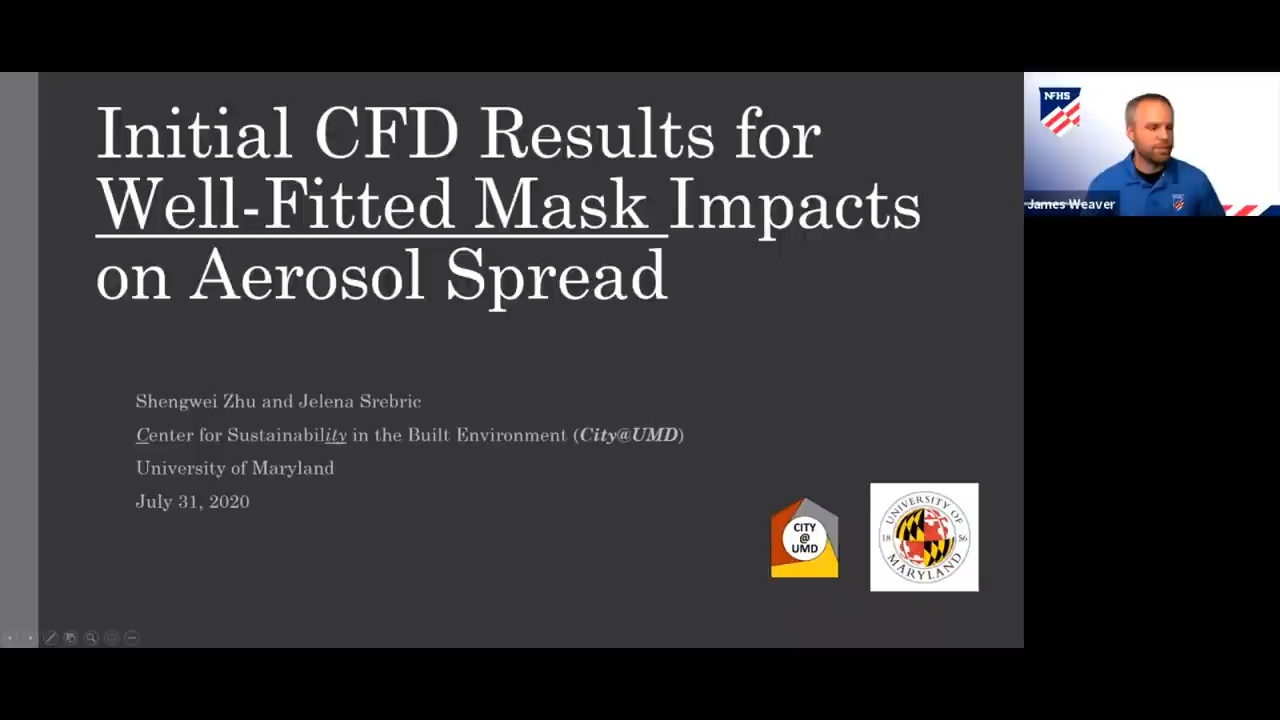 Initial CFD Results for
Well-Fitted Mask Impacts
on Aerosol Spread
Shengwei Zhu and Jelena Srebric
Center for Sustainability in the Built Environment (City@UMD)
University of Maryland
July 31, 2020
CITY
@
UMD
UNIVERSITY OF
18 56
MARYLAND
NFHS
James Weaver